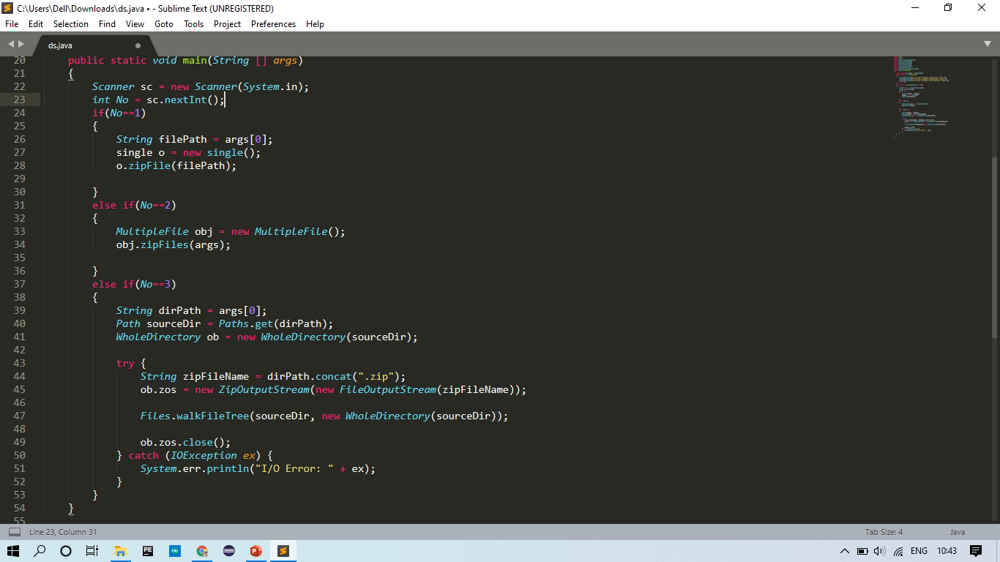 C:\Users\Dell\Downloads\ds.java • - Sublime Text (UNREGISTERED)
File Edit Selection Find View Goto Tools Project Preferences Help
ds.java
20 public static void main(String [] args)
21 {
22 Scanner sc = new Scanner(System.in);
23 int No = sc.nextInt();
24 if(No==1)
25 {
26 String filePath = args[0];
27 single o = new single();
28 o.zipFile(filePath);
29
30 }
31 else if(No==2)
32 {
33 MultipleFile obj = new MultipleFile();
34 obj.zipFiles(args);
35
36 }
37 else if(No==3)
38 {
39 String dirPath = args[0];
40 Path sourceDir = Paths.get(dirPath);
41 WholeDirectory ob = new WholeDirectory(sourceDir);
42
43 try {
44 String zipFileName = dirPath.concat(".zip");
45 ob.zos = new ZipOutputStream(new FileOutputStream(zipFileName));
46
47 Files.walkFileTree(sourceDir, new WholeDirectory(sourceDir));
48
49 ob.zos.close();
50 } catch (IOException ex) {
51 System.err.println("I/O Error: " + ex);
52 }
53 }
54 }
55
Line 23, Column 31 Tab Size: 4 Java
PE ENG 10:43